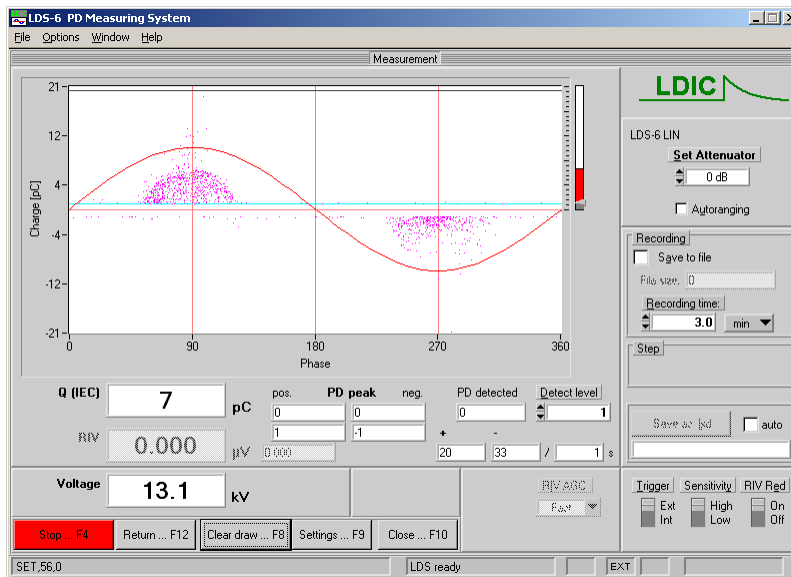 LDS-6 PD Measuring System
File Options Window Help
Measurement
21
12
4
-4
-12
-21
Charge [pC]
0 90 180 270 360
Phase
LDIC
LDS-6 LIN
Set Attenuator
0 dB
Autoranging
Recording
Save to file
File size: 0
Recording time:
3.0 min
Step
Save as lsd auto
Q (IEC) 7 pC
RIV 0.000 µV
pos. PD peak neg.
0 0
1 -1
0.000
PD detected Detect level
0 1
+ -
20 33 / 1 s
Voltage 13.1 kV
RIV AGC
Fast
Trigger Sensitivity RIV Red
Ext High On
Int Low Off
Stop ... F4 Return ... F12 Clear draw ... F8 Settings ... F9 Close ... F10
SET,56,0 LDS ready EXT